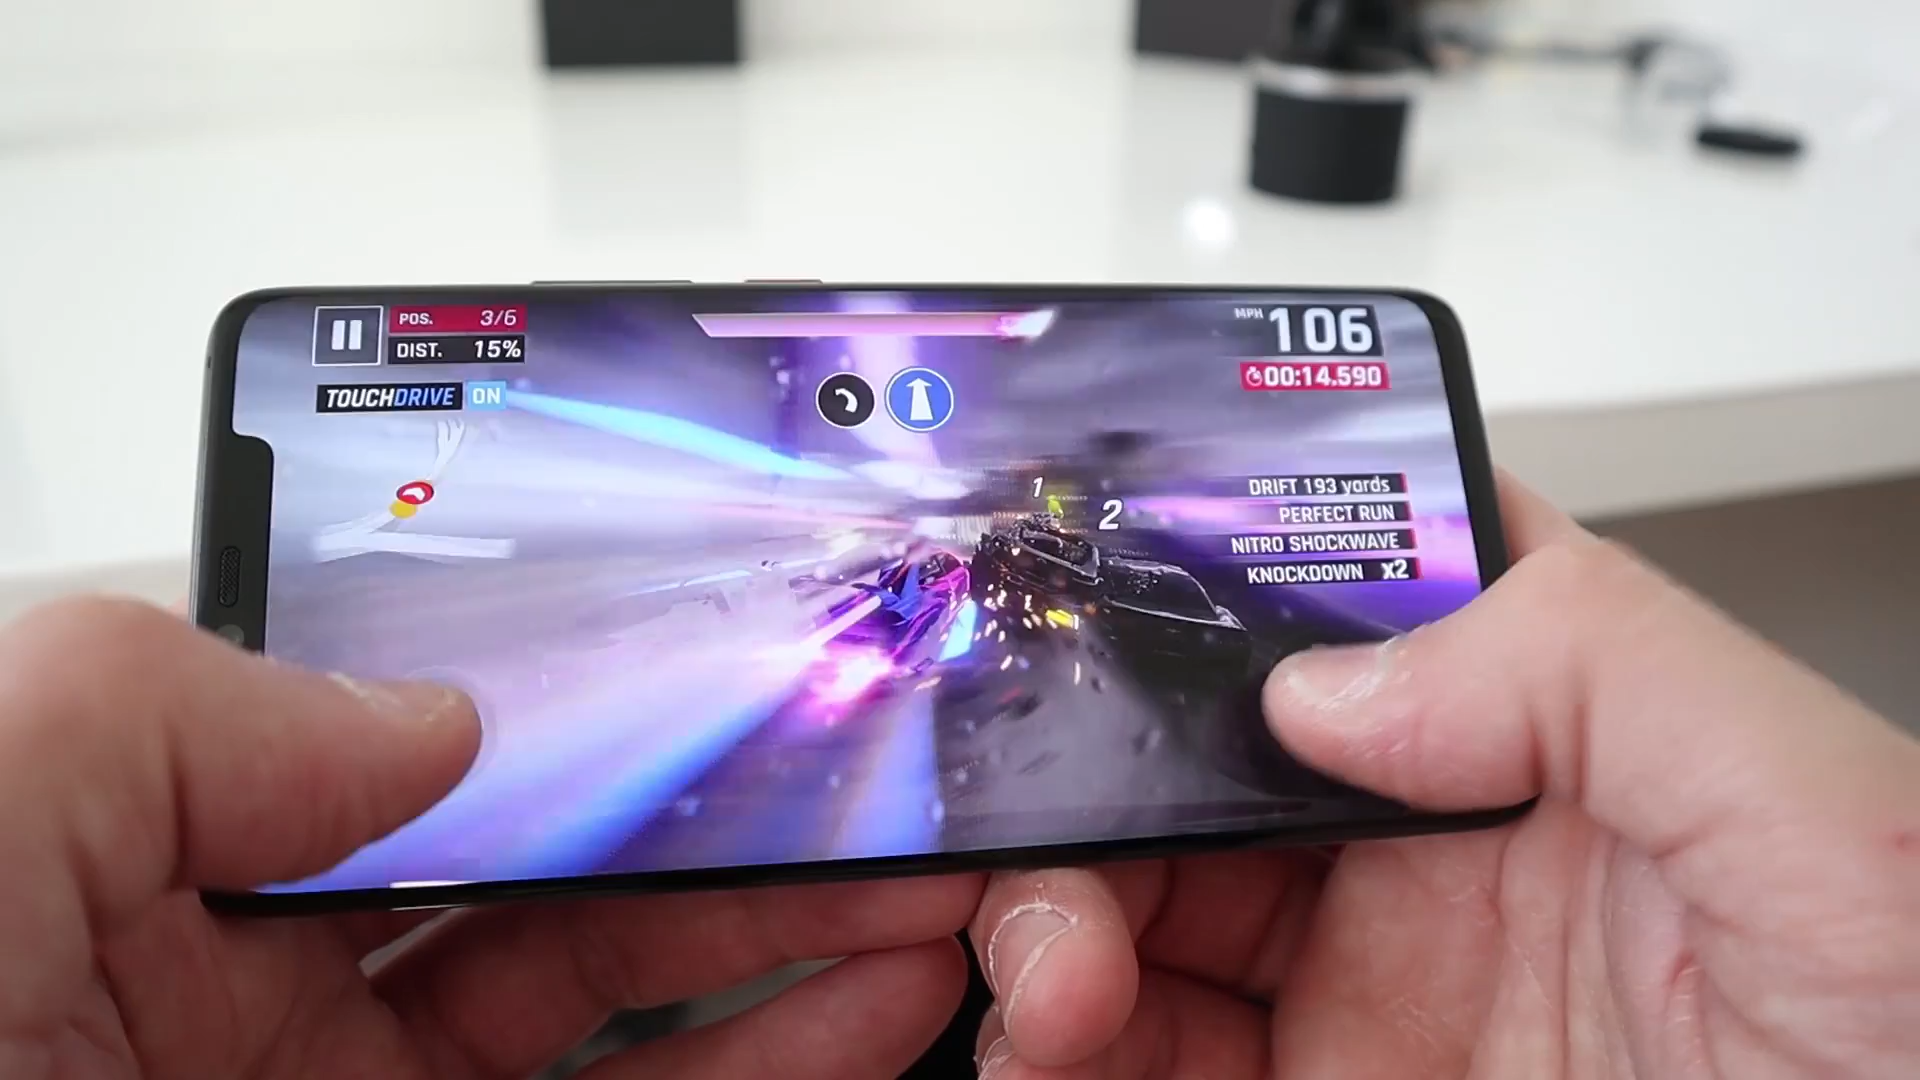 POS. 3/6
DIST. 15%
TOUCHDRIVE ON
MPH 106
00:14.590
1
2
DRIFT 193 yards
PERFECT RUN
NITRO SHOCKWAVE
KNOCKDOWN x2